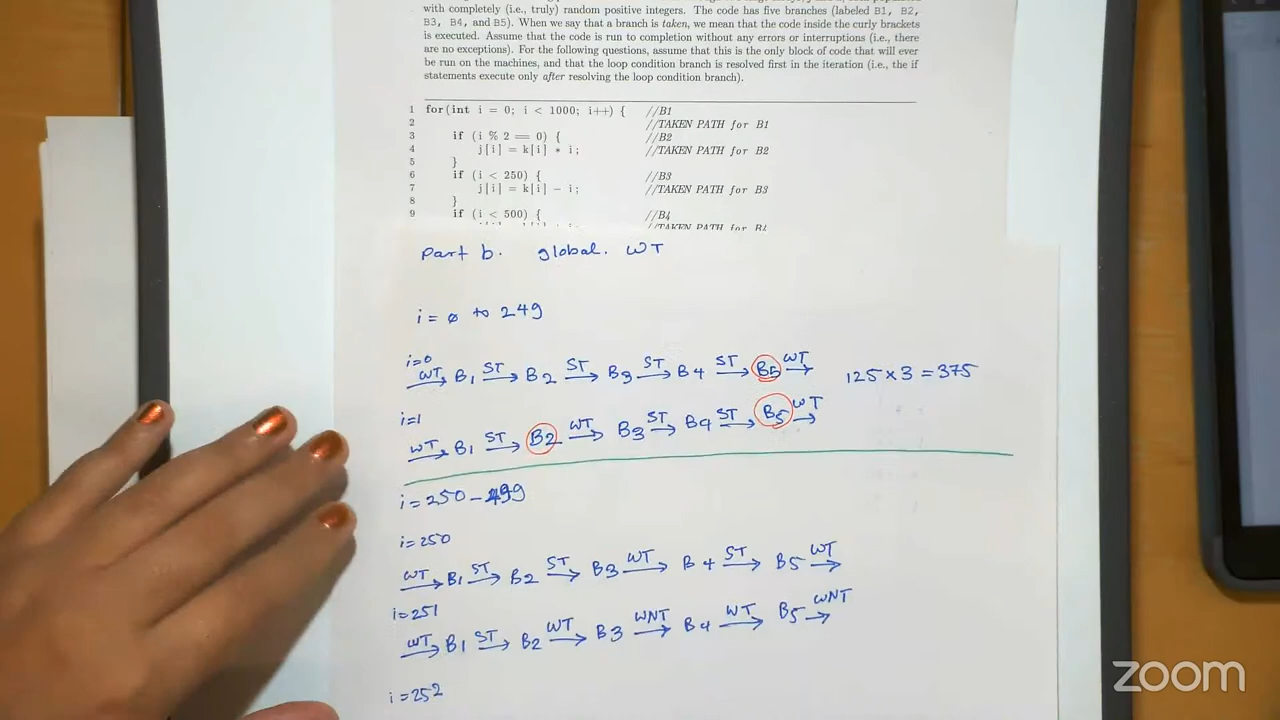 with completely (i.e., truly) random positive integers. The code has five branches (labeled B1, B2,
B3, B4, and B5). When we say that a branch is taken, we mean that the code inside the curly brackets
is executed. Assume that the code is run to completion without any errors or interruptions (i.e., there
are no exceptions). For the following questions, assume that this is the only block of code that will ever
be run on the machines, and that the loop condition branch is resolved first in the iteration (i.e., the if
statements execute only after resolving the loop condition branch).
1 for(int i = 0; i < 1000; i++) { //B1
2 //TAKEN PATH for B1
3 if (i % 2 == 0) { //B2
4 j[i] = k[i] * i; //TAKEN PATH for B2
5 }
6 if (i < 250) { //B3
7 j[i] = k[i] - i; //TAKEN PATH for B3
8 }
9 if (i < 500) { //B4
//TAKEN PATH for B4
Part b. global. WT
i = 0 to 249
i=0
WT→ B1 ST→ B2 ST→ B3 ST→ B4 ST→ B5 WT→ 125 × 3 = 375
i=1
WT→ B1 ST→ B2 WT→ B3 ST→ B4 ST→ B5 WT→
i = 250 - 499
i = 250
WT→ B1 ST→ B2 ST→ B3 WT→ B4 ST→ B5 WT→
i = 251
WT→ B1 ST→ B2 WT→ B3 WNT→ B4 WT→ B5 WNT→
i = 252
zoom